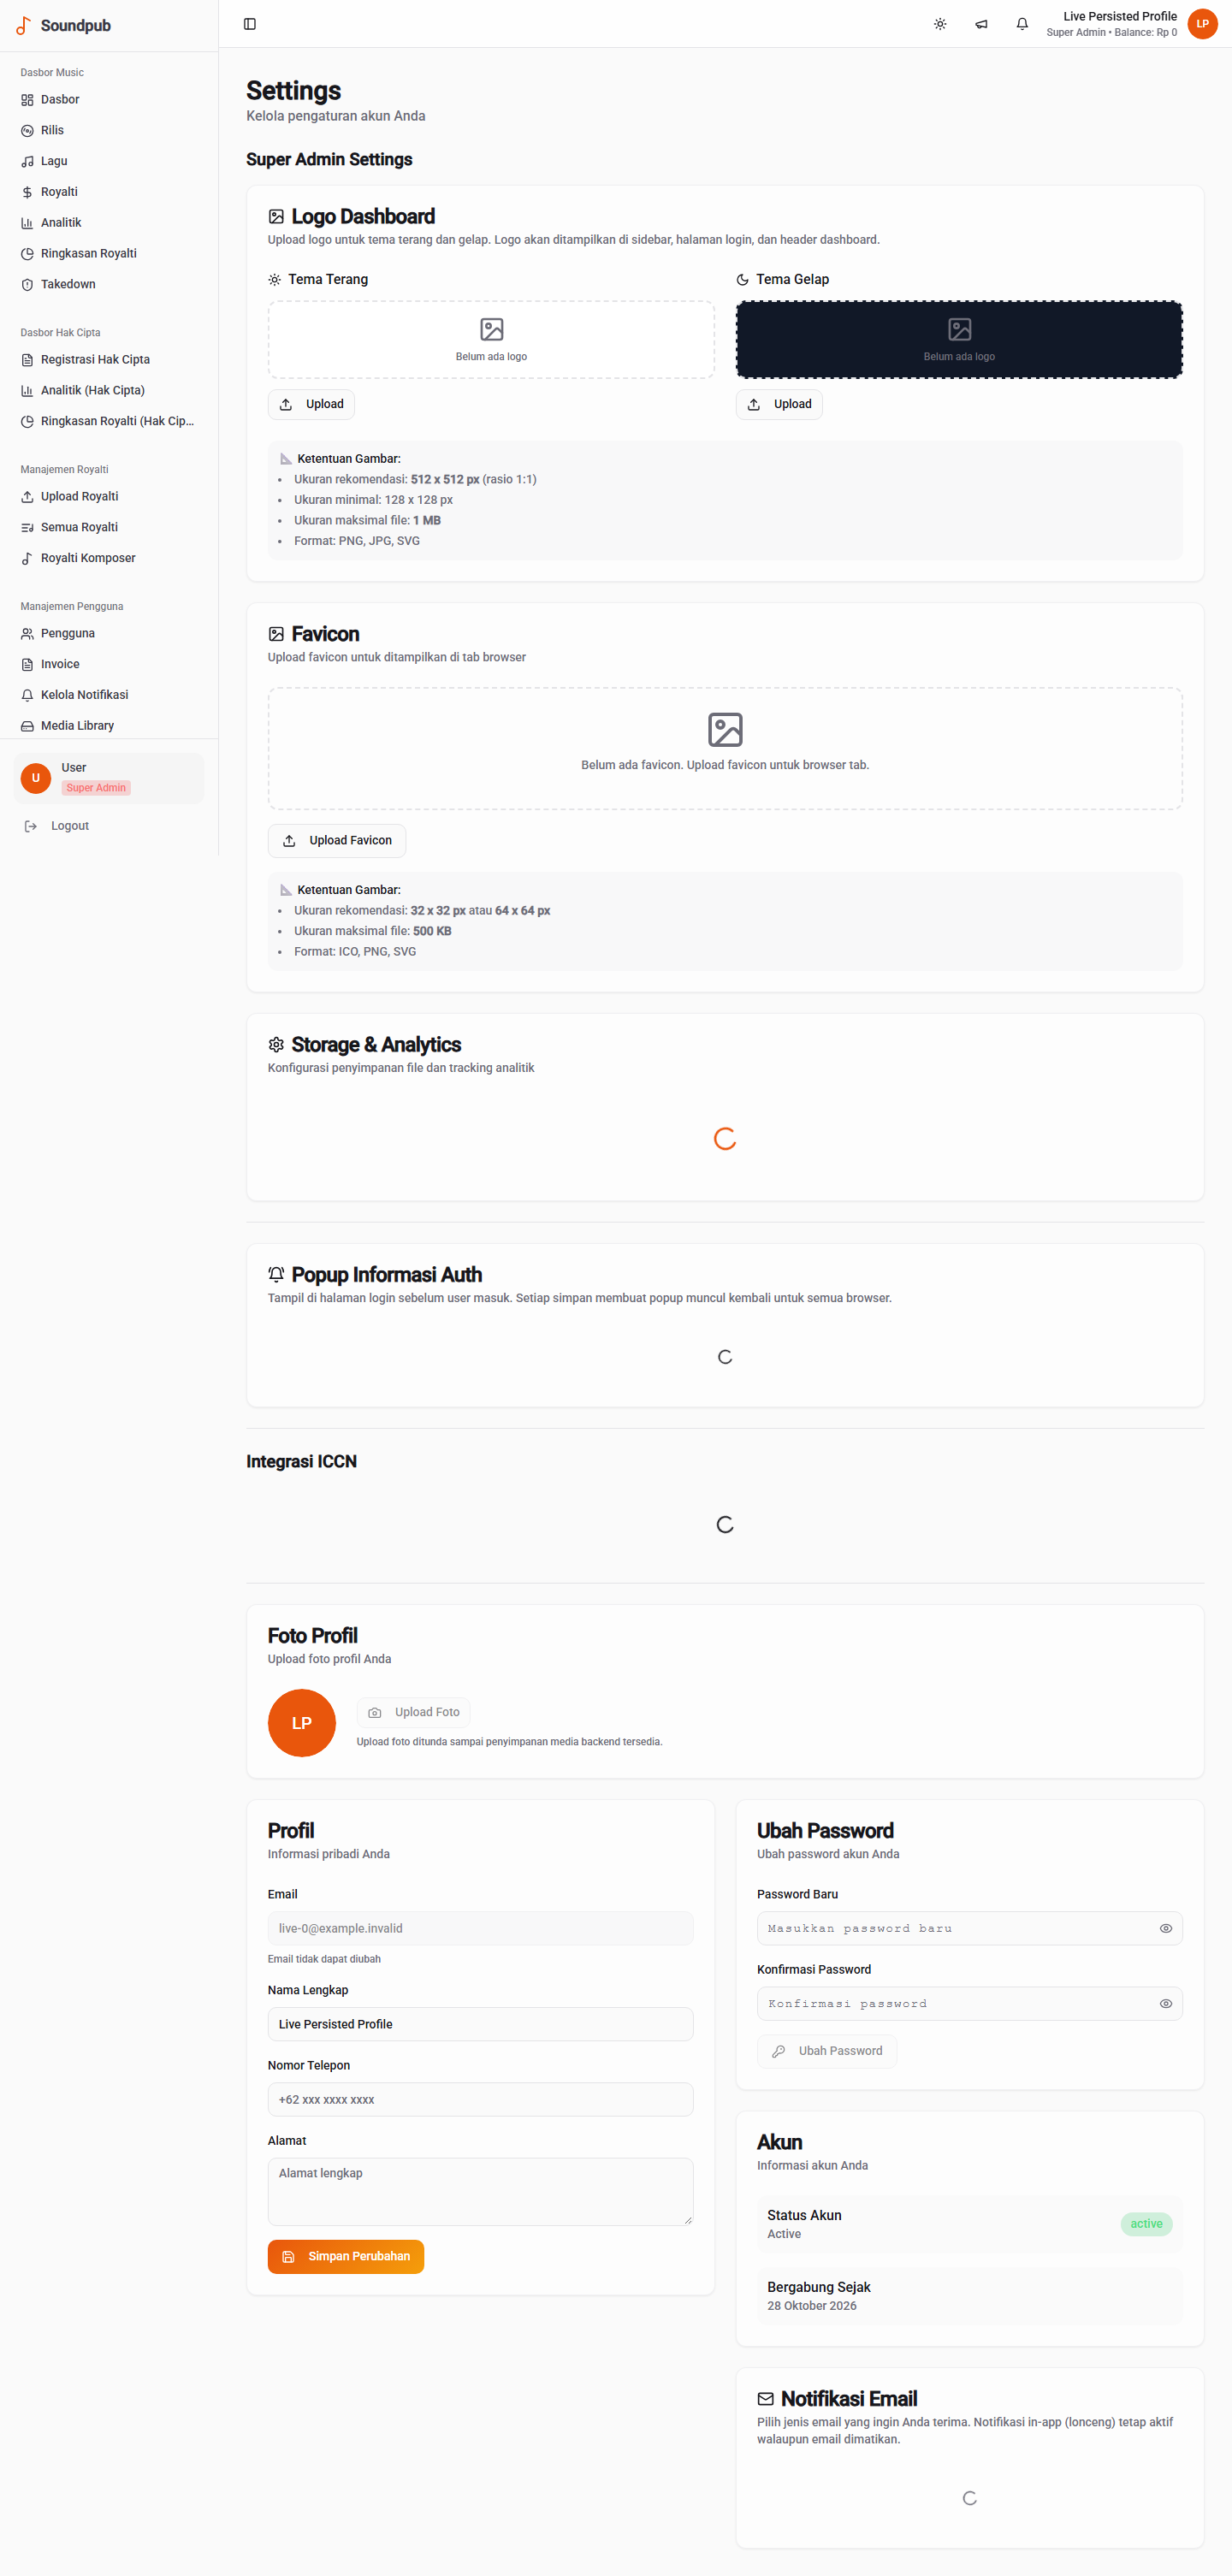 Soundpub
Live Persisted Profile
Super Admin • Balance: Rp 0
LP
Dasbor Music
Dasbor
Rilis
Lagu
Royalti
Analitik
Ringkasan Royalti
Takedown
Dasbor Hak Cipta
Registrasi Hak Cipta
Analitik (Hak Cipta)
Ringkasan Royalti (Hak Cip...
Manajemen Royalti
Upload Royalti
Semua Royalti
Royalti Komposer
Manajemen Pengguna
Pengguna
Invoice
Kelola Notifikasi
Media Library
U
User
Super Admin
Logout
Settings
Kelola pengaturan akun Anda
Super Admin Settings
Logo Dashboard
Upload logo untuk tema terang dan gelap. Logo akan ditampilkan di sidebar, halaman login, dan header dashboard.
Tema Terang
Belum ada logo
Upload
Tema Gelap
Belum ada logo
Upload
Ketentuan Gambar:
• Ukuran rekomendasi: 512 x 512 px (rasio 1:1)
• Ukuran minimal: 128 x 128 px
• Ukuran maksimal file: 1 MB
• Format: PNG, JPG, SVG
Favicon
Upload favicon untuk ditampilkan di tab browser
Belum ada favicon. Upload favicon untuk browser tab.
Upload Favicon
Ketentuan Gambar:
• Ukuran rekomendasi: 32 x 32 px atau 64 x 64 px
• Ukuran maksimal file: 500 KB
• Format: ICO, PNG, SVG
Storage & Analytics
Konfigurasi penyimpanan file dan tracking analitik
Popup Informasi Auth
Tampil di halaman login sebelum user masuk. Setiap simpan membuat popup muncul kembali untuk semua browser.
Integrasi ICCN
Foto Profil
Upload foto profil Anda
LP
Upload Foto
Upload foto ditunda sampai penyimpanan media backend tersedia.
Profil
Informasi pribadi Anda
Email
live-0@example.invalid
Email tidak dapat diubah
Nama Lengkap
Live Persisted Profile
Nomor Telepon
+62 xxx xxxx xxxx
Alamat
Alamat lengkap
Simpan Perubahan
Ubah Password
Ubah password akun Anda
Password Baru
Masukkan password baru
Konfirmasi Password
Konfirmasi password
Ubah Password
Akun
Informasi akun Anda
Status Akun
Active
active
Bergabung Sejak
28 Oktober 2026
Notifikasi Email
Pilih jenis email yang ingin Anda terima. Notifikasi in-app (lonceng) tetap aktif
walaupun email dimatikan.